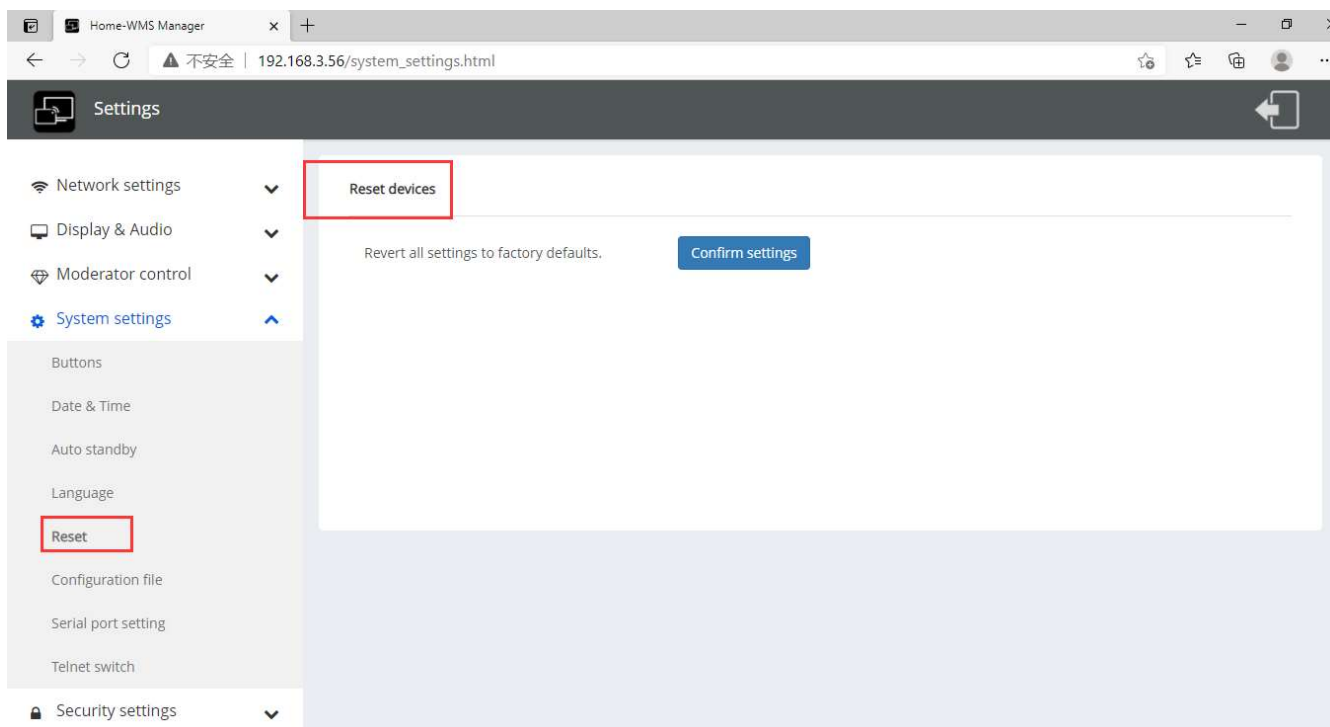 Home-WMS Manager
不安全 192.168.3.56/system_settings.html
Settings
Network settings
Display & Audio
Moderator control
System settings
Buttons
Date & Time
Auto standby
Language
Reset
Configuration file
Serial port setting
Telnet switch
Security settings
Reset devices
Revert all settings to factory defaults. Confirm settings